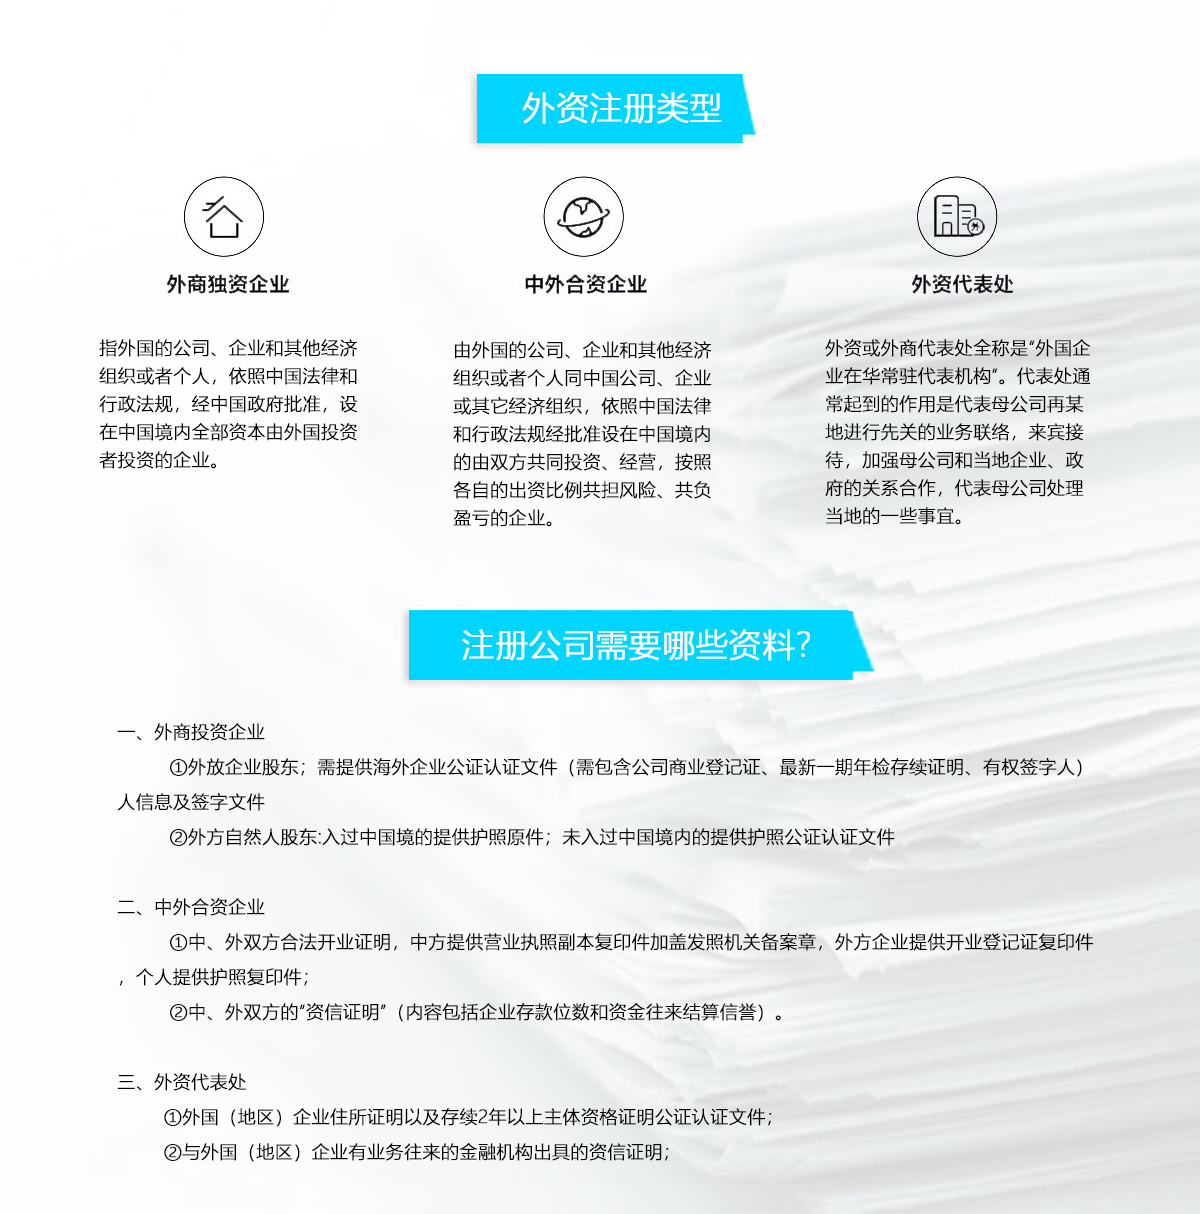 外资注册类型
外商独资企业
指外国的公司、企业和其他经济
组织或者个人，依照中国法律和
行政法规，经中国政府批准，设
在中国境内全部资本由外国投资
者投资的企业。
中外合资企业
由外国的公司、企业和其他经济
组织或者个人同中国公司、企业
或其它经济组织，依照中国法律
和行政法规经批准设在中国境内
的由双方共同投资、经营，按照
各自的出资比例共担风险、共负
盈亏的企业。
外资代表处
外资或外商代表处全称是“外国企
业在华常驻代表机构”。代表处通
常起到的作用是代表母公司再某
地进行先关的业务联络，来宾接
待，加强母公司和当地企业、政
府的关系合作，代表母公司处理
当地的一些事宜。
注册公司需要哪些资料？
一、外商投资企业
①外放企业股东；需提供海外企业公证认证文件（需包含公司商业登记证、最新一期年检存续证明、有权签字人）
人信息及签字文件
②外方自然人股东:入过中国境的提供护照原件；未入过中国境内的提供护照公证认证文件
二、中外合资企业
①中、外双方合法开业证明，中方提供营业执照副本复印件加盖发照机关备案章，外方企业提供开业登记证复印件
，个人提供护照复印件；
②中、外双方的“资信证明”（内容包括企业存款位数和资金往来结算信誉）。
三、外资代表处
①外国（地区）企业住所证明以及存续2年以上主体资格证明公证认证文件；
②与外国（地区）企业有业务往来的金融机构出具的资信证明；